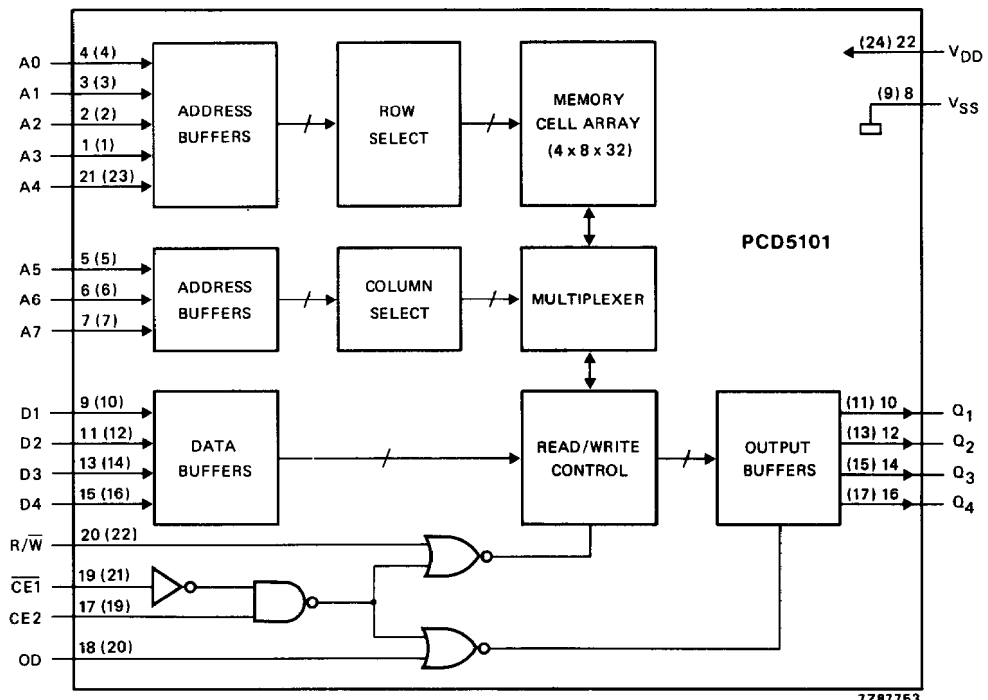 A0 4 (4)
A1 3 (3)
A2 2 (2)
A3 1 (1)
A4 21 (23)
ADDRESS
BUFFERS
ROW
SELECT
MEMORY
CELL ARRAY
(4 x 8 x 32)
(24) 22 VDD
(9) 8 VSS
PCD5101
A5 5 (5)
A6 6 (6)
A7 7 (7)
ADDRESS
BUFFERS
COLUMN
SELECT
MULTIPLEXER
D1 9 (10)
D2 11 (12)
D3 13 (14)
D4 15 (16)
DATA
BUFFERS
READ/WRITE
CONTROL
OUTPUT
BUFFERS
(11) 10 Q1
(13) 12 Q2
(15) 14 Q3
(17) 16 Q4
R/W̅ 20 (22)
C̅E̅1̅ 19 (21)
CE2 17 (19)
OD 18 (20)
7Z87753